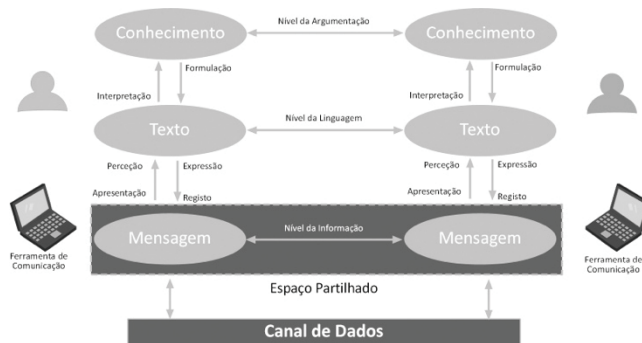 Conhecimento
Nível da Argumentação
Conhecimento
Interpretação
Formulação
Interpretação
Formulação
Texto
Nível da Linguagem
Texto
Perceção
Expressão
Perceção
Expressão
Apresentação
Registo
Apresentação
Registo
Mensagem
Nível da Informação
Mensagem
Ferramenta de
Comunicação
Ferramenta de
Comunicação
Espaço Partilhado
Canal de Dados